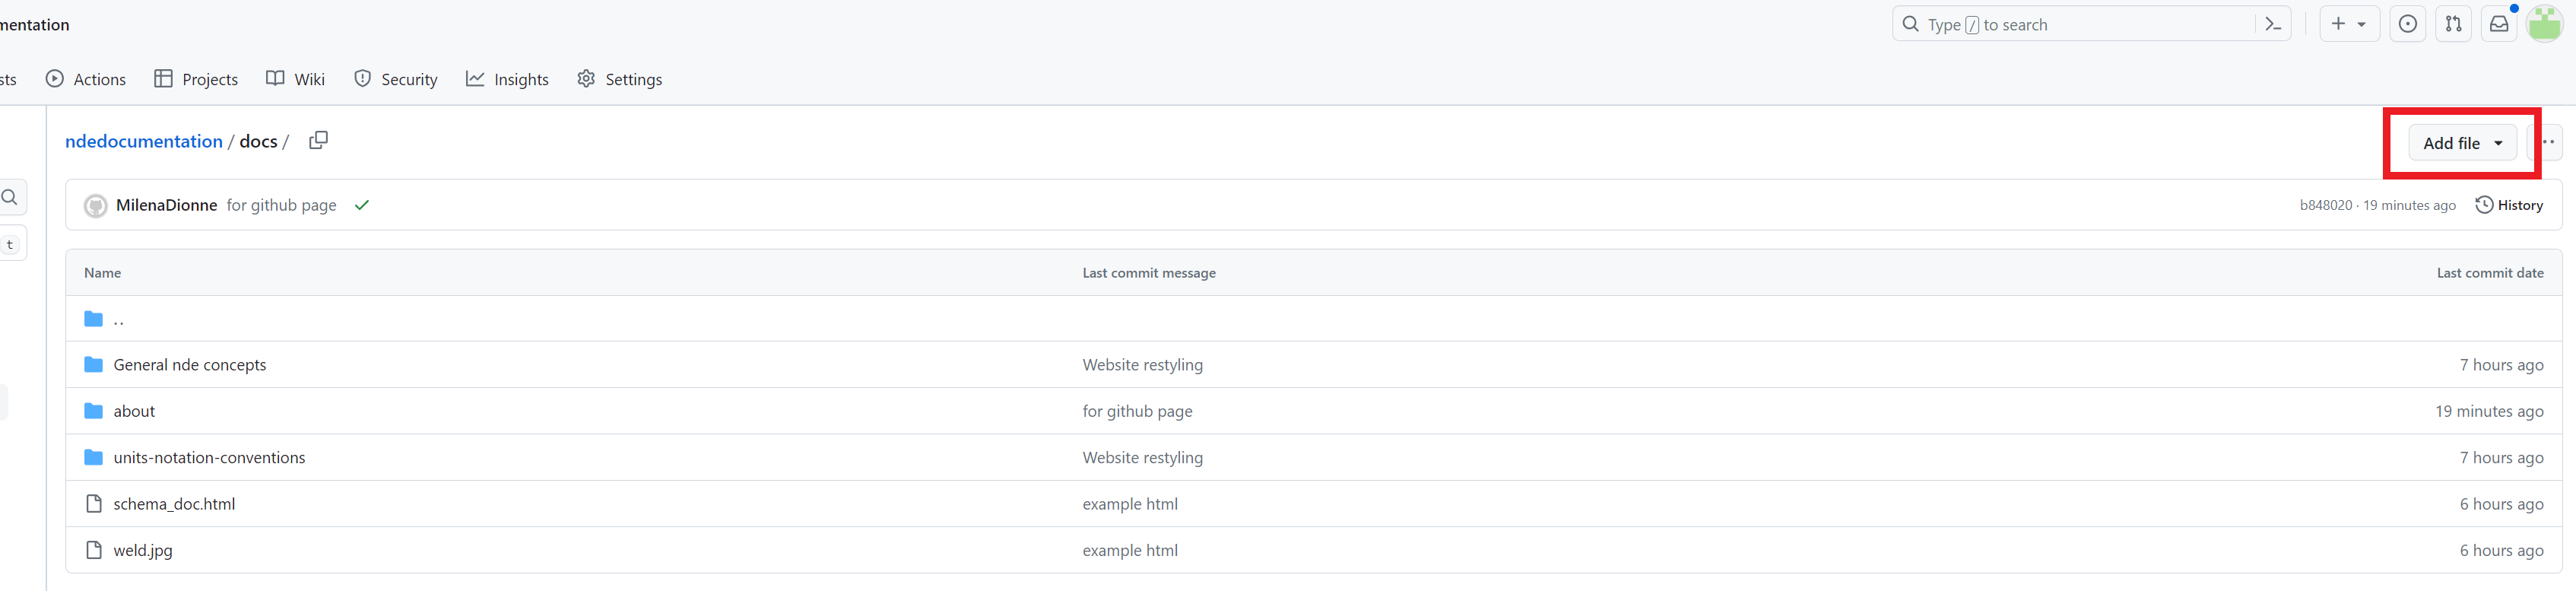 mentation
Type / to search
sts Actions Projects Wiki Security Insights Settings
ndedocumentation / docs /
Add file
MilenaDionne for github page
b848020 · 19 minutes ago History
t
Name Last commit message Last commit date
..
General nde concepts Website restyling 7 hours ago
about for github page 19 minutes ago
units-notation-conventions Website restyling 7 hours ago
schema_doc.html example html 6 hours ago
weld.jpg example html 6 hours ago